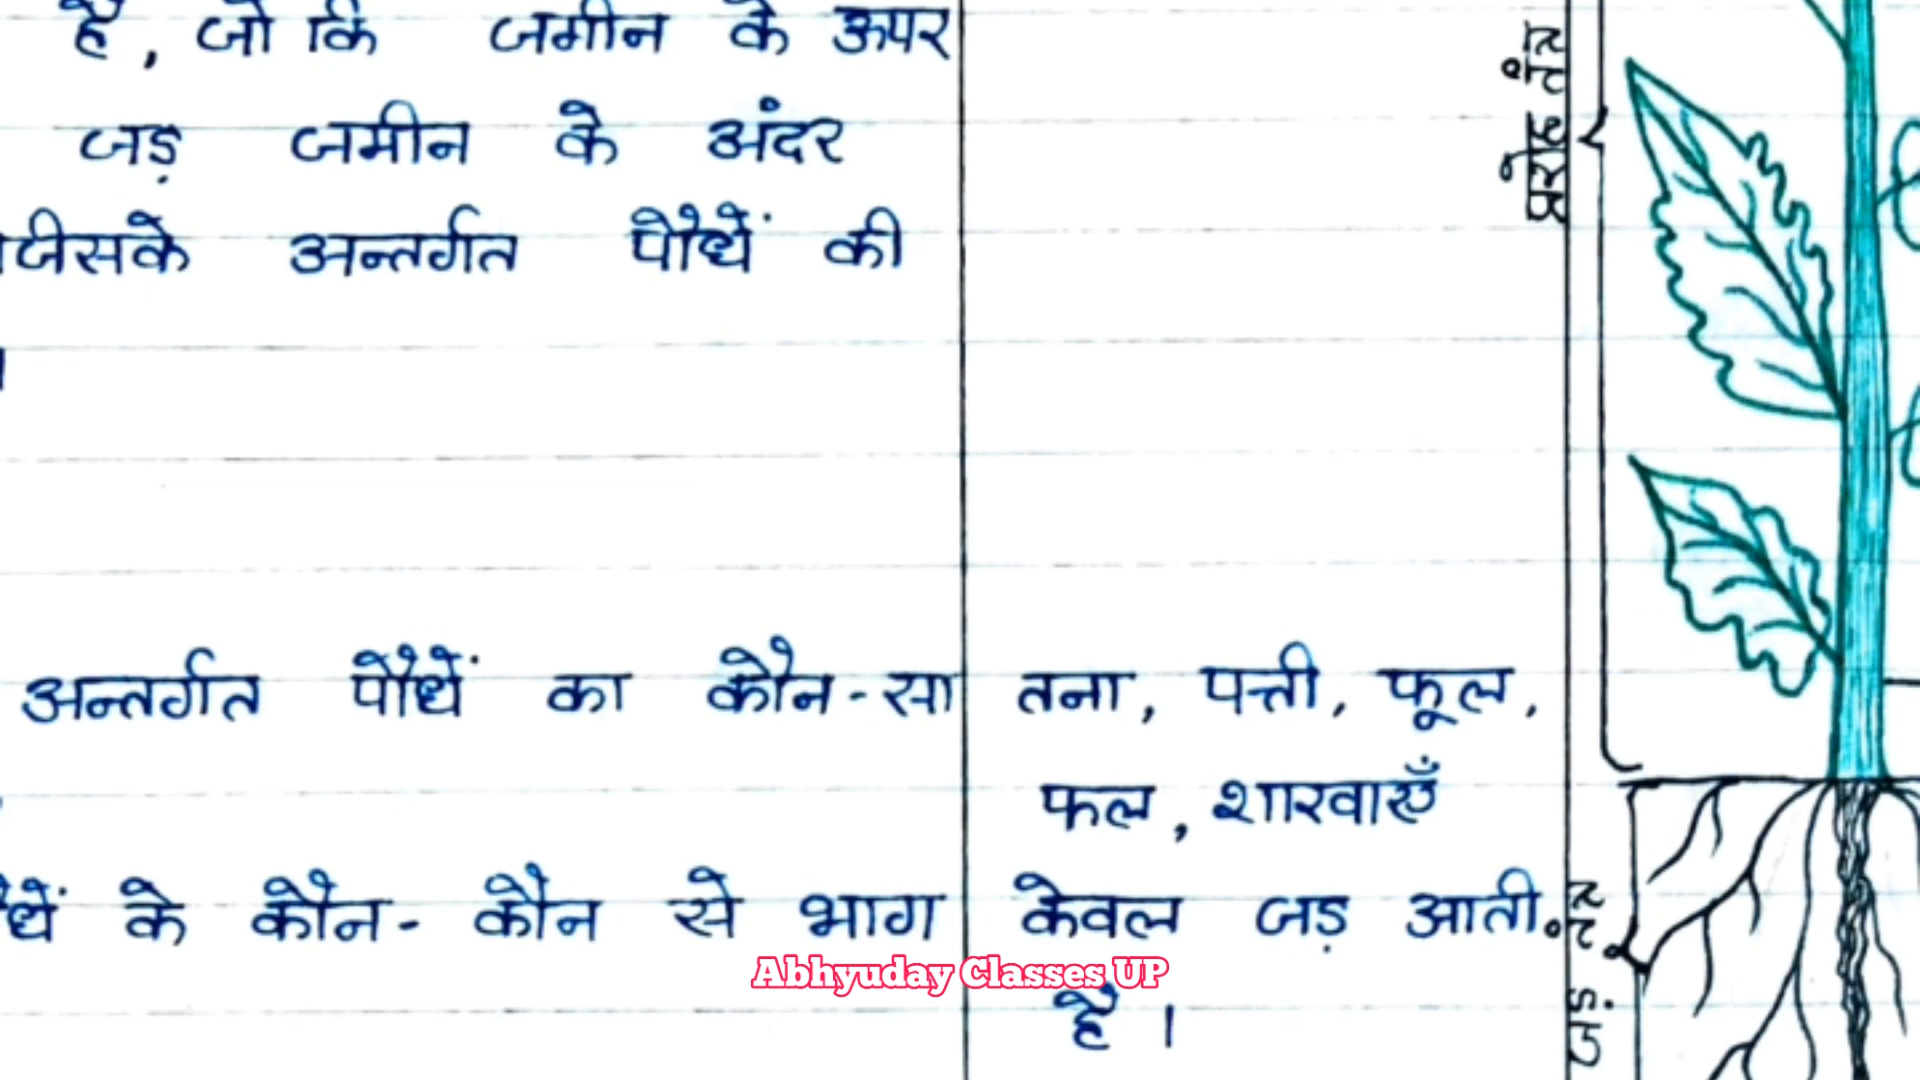 है, जो कि जमीन के ऊपर
जड़ जमीन के अंदर
जीसके अन्तर्गत पौधें की
अन्तर्गत पौधें का कौन-सा
धें के कौन- कौन से भाग
तना, पत्ती, फूल,
फल, शाखाएँ
केवल जड़ आती
है।
प्ररोह तंत्र
जड़ तंत्र
Abhyuday Classes UP